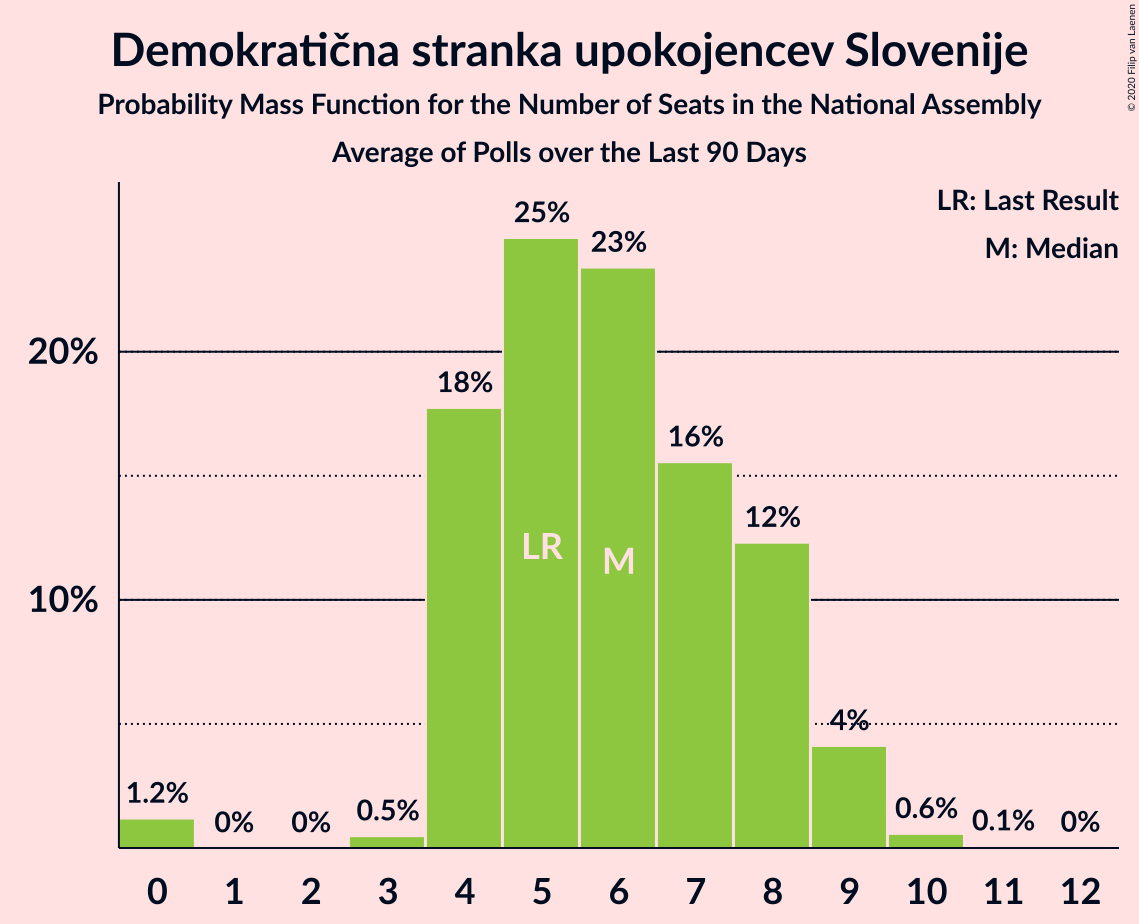 Demokratična stranka upokojencev Slovenije
Probability Mass Function for the Number of Seats in the National Assembly
Average of Polls over the Last 90 Days
© 2020 Filip van Laenen
LR: Last Result
M: Median
25%
23%
20%
18%
16%
12%
LR
M
10%
4%
1.2%
0%
0%
0.5%
0.6%
0.1%
0%
0 1 2 3 4 5 6 7 8 9 10 11 12